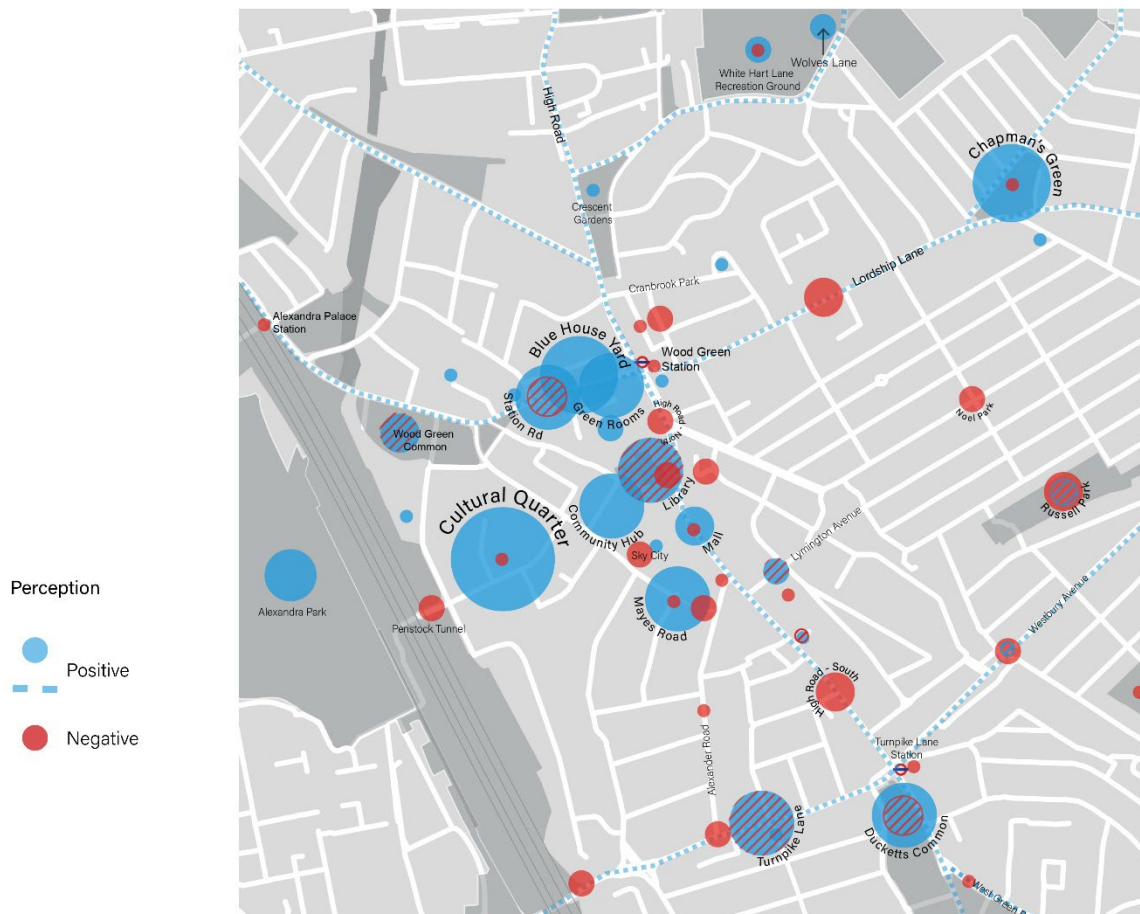 Perception
Positive
Negative
Wolves Lane
White Hart Lane
Recreation Ground
High Road
Chapman's Green
Crescent
Gardens
Lordship Lane
Cranbrook Park
Alexandra Palace
Station
Blue House Yard
Wood Green
Station
Station Rd
Green Rooms
High Road
- North
Noel Park
Wood Green
Common
Library
Cultural Quarter
Community Hub
Mall
Russell Park
Sky City
Lymington Avenue
Alexandra Park
Penstock Tunnel
Mayes Road
Westbury Avenue
High Road - South
Alexander Road
Turnpike Lane
Station
Turnpike Lane
Ducketts Common
West Green